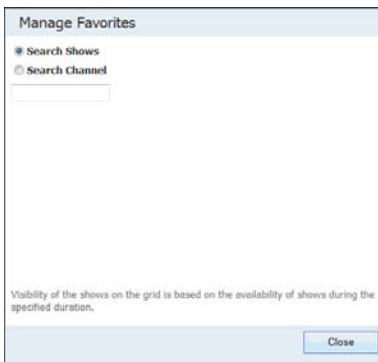 Manage Favorites
Search Shows
Search Channel
Visibility of the shows on the grid is based on the availability of shows during the
specified duration.
Close